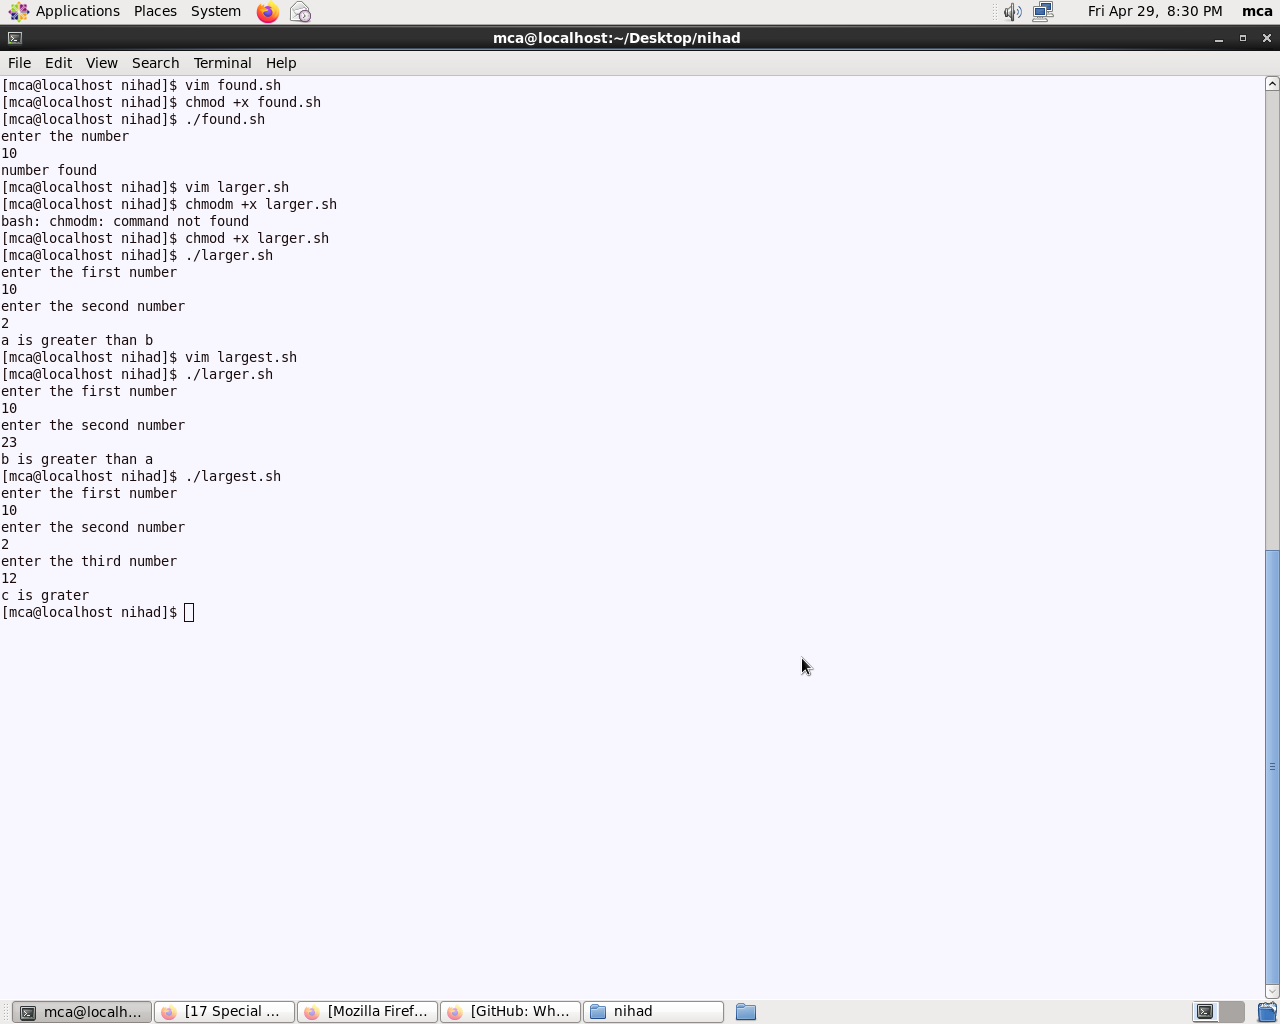 Applications Places System Fri Apr 29, 8:30 PM mca
mca@localhost:~/Desktop/nihad
File Edit View Search Terminal Help
[mca@localhost nihad]$ vim found.sh
[mca@localhost nihad]$ chmod +x found.sh
[mca@localhost nihad]$ ./found.sh
enter the number
10
number found
[mca@localhost nihad]$ vim larger.sh
[mca@localhost nihad]$ chmodm +x larger.sh
bash: chmodm: command not found
[mca@localhost nihad]$ chmod +x larger.sh
[mca@localhost nihad]$ ./larger.sh
enter the first number
10
enter the second number
2
a is greater than b
[mca@localhost nihad]$ vim largest.sh
[mca@localhost nihad]$ ./larger.sh
enter the first number
10
enter the second number
23
b is greater than a
[mca@localhost nihad]$ ./largest.sh
enter the first number
10
enter the second number
2
enter the third number
12
c is grater
[mca@localhost nihad]$
mca@localh... [17 Special ... [Mozilla Firef... [GitHub: Wh... nihad